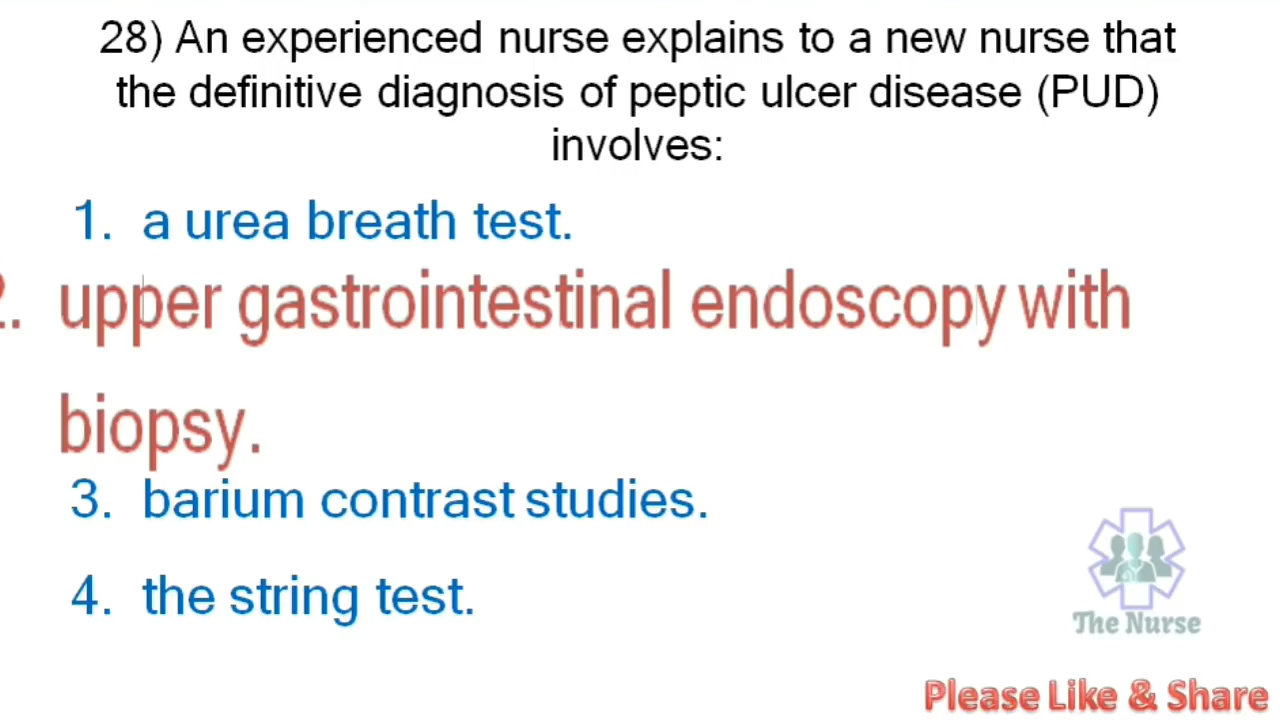 28) An experienced nurse explains to a new nurse that
the definitive diagnosis of peptic ulcer disease (PUD)
involves:
1. a urea breath test.
2. upper gastrointestinal endoscopy with
biopsy.
3. barium contrast studies.
4. the string test.
The Nurse
Please Like & Share